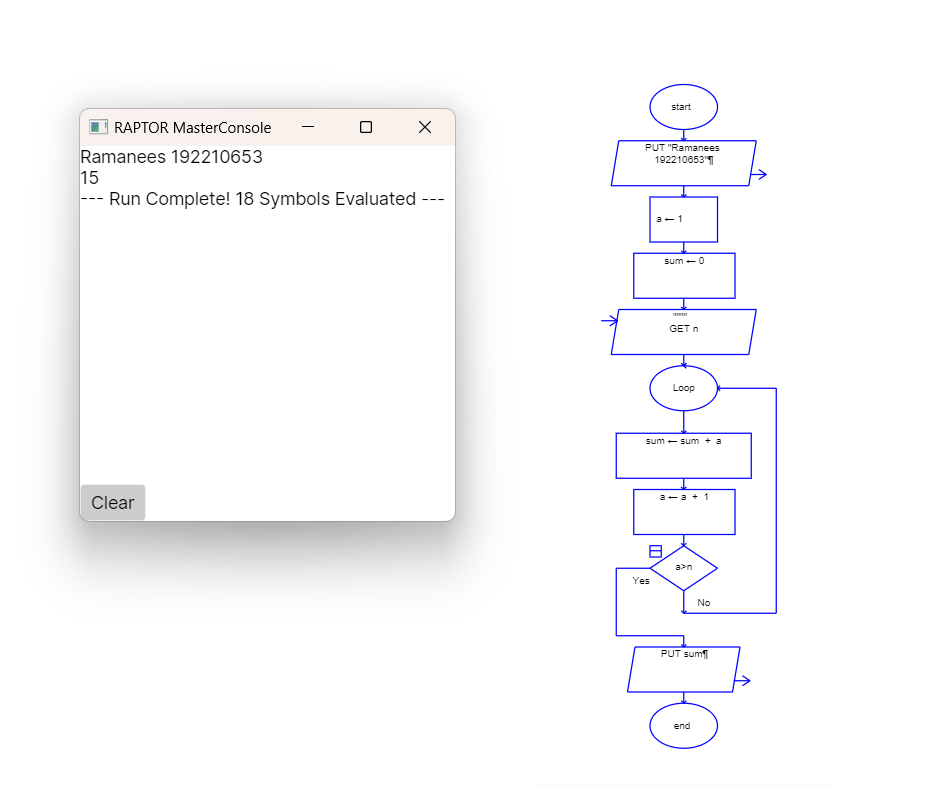 RAPTOR MasterConsole
Ramanees 192210653
15
--- Run Complete! 18 Symbols Evaluated ---
Clear
start
PUT "Ramanees
192210653"¶
a ← 1
sum ← 0
""""
GET n
Loop
sum ← sum + a
a ← a + 1
a>n
Yes
No
PUT sum¶
end